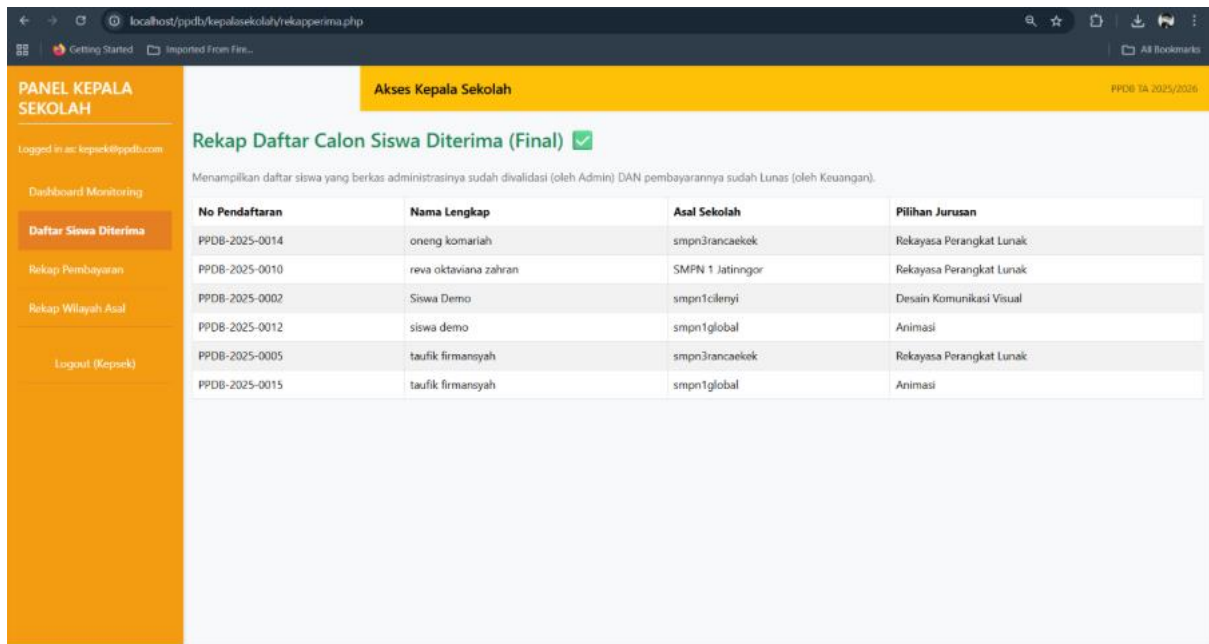 localhost/ppdb/kepalasekolah/rekapperima.php
Getting Started Imported From Fire... All Bookmarks
PANEL KEPALA SEKOLAH
Logged in as: kepsek@ppdb.com
Dashboard Monitoring
Daftar Siswa Diterima
Rekap Pembayaran
Rekap Wilayah Asal
Logout (Kepsek)
Akses Kepala Sekolah PPDB TA 2025/2026
Rekap Daftar Calon Siswa Diterima (Final) ✅
Menampilkan daftar siswa yang berkas administrasinya sudah divalidasi (oleh Admin) DAN pembayarannya sudah Lunas (oleh Keuangan).
No Pendaftaran Nama Lengkap Asal Sekolah Pilihan Jurusan
PPDB-2025-0014 oneng komariah smpn3rancaekek Rekayasa Perangkat Lunak
PPDB-2025-0010 reva oktaviana zahran SMPN 1 Jatinngor Rekayasa Perangkat Lunak
PPDB-2025-0002 Siswa Demo smpn1cilenyi Desain Komunikasi Visual
PPDB-2025-0012 siswa demo smpn1global Animasi
PPDB-2025-0005 taufik firmansyah smpn3rancaekek Rekayasa Perangkat Lunak
PPDB-2025-0015 taufik firmansyah smpn1global Animasi